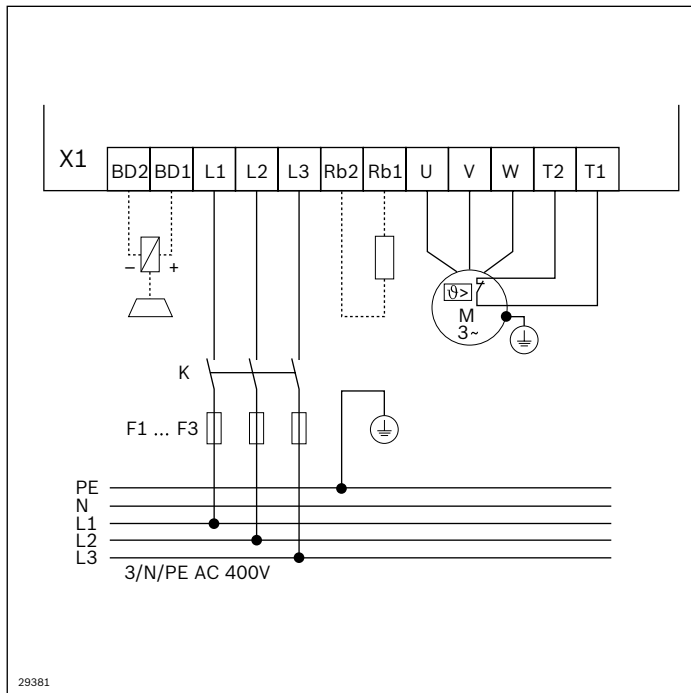 X1
BD2 BD1 L1 L2 L3 Rb2 Rb1 U V W T2 T1
– +
ϑ>
M
3~
K
F1 ... F3
PE
N
L1
L2
L3
3/N/PE AC 400V
29381